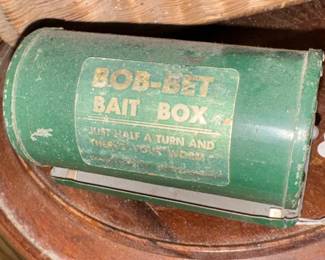 BOB-BET
BAIT BOX
JUST HALF A TURN AND
THERE'S YOUR WORM